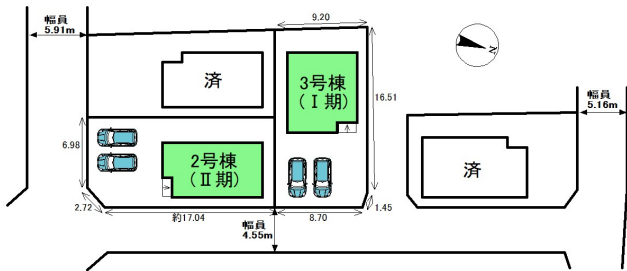 幅員
5.91m
9.20
N
済
3号棟
(Ⅰ期)
16.51
幅員
5.16m
6.98
2号棟
(Ⅱ期)
済
2.72
約17.04
8.70
1.45
幅員
4.55m